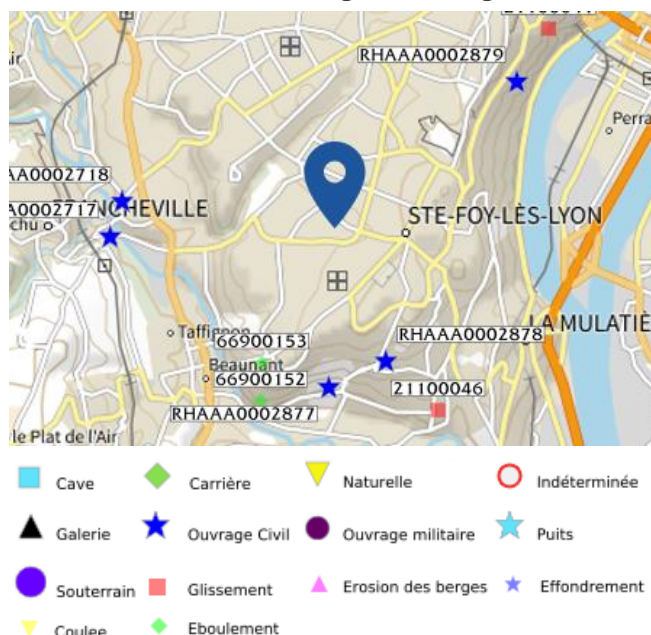 RHAAA0002879
Perra
AA0002718
AA0002717
NCHEVILLE
chu
STE-FOY-LÈS-LYON
LA MULATIÈ
Taffignon
66900153
RHAAA0002878
Beaunant
66900152
21100046
RHAAA0002877
le Plat de l'Air
Cave
Carrière
Naturelle
Indéterminée
Galerie
Ouvrage Civil
Ouvrage militaire
Puits
Souterrain
Glissement
Erosion des berges
Effondrement
Coulee
Eboulement